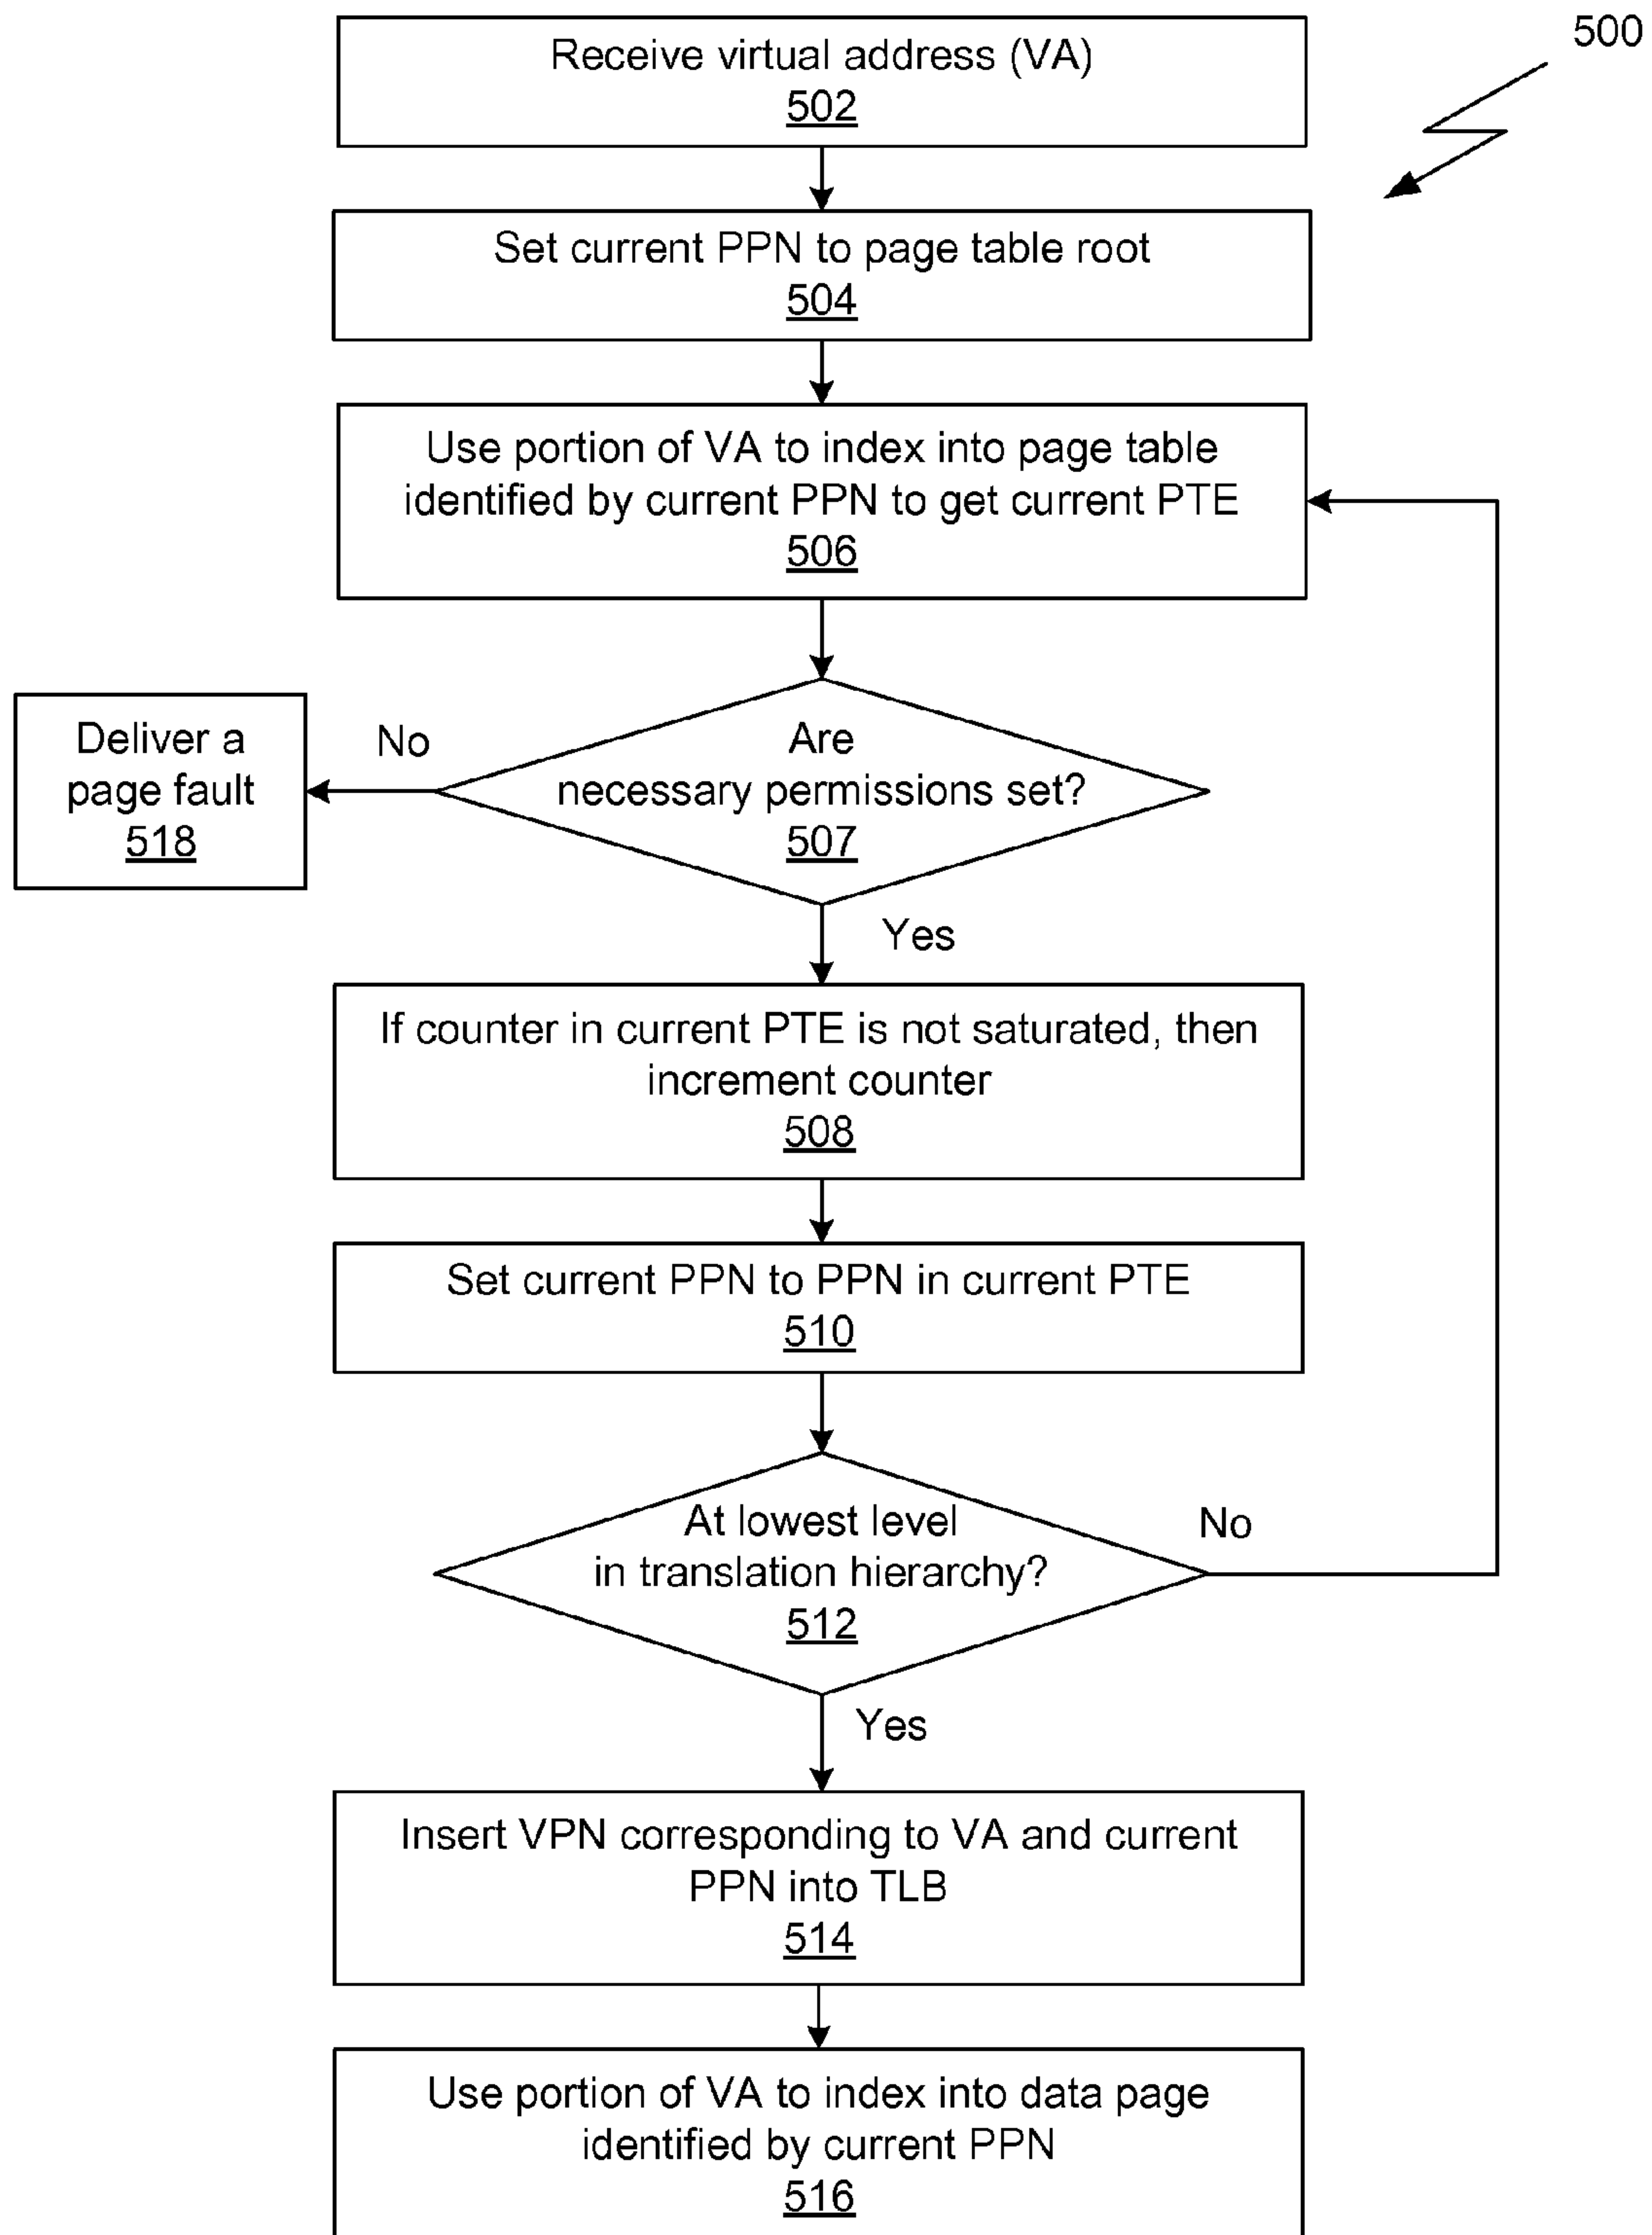 500
Receive virtual address (VA)
502
Set current PPN to page table root
504
Use portion of VA to index into page table
identified by current PPN to get current PTE
506
Are
necessary permissions set?
507
No
Deliver a
page fault
518
Yes
If counter in current PTE is not saturated, then
increment counter
508
Set current PPN to PPN in current PTE
510
At lowest level
in translation hierarchy?
512
No
Yes
Insert VPN corresponding to VA and current
PPN into TLB
514
Use portion of VA to index into data page
identified by current PPN
516